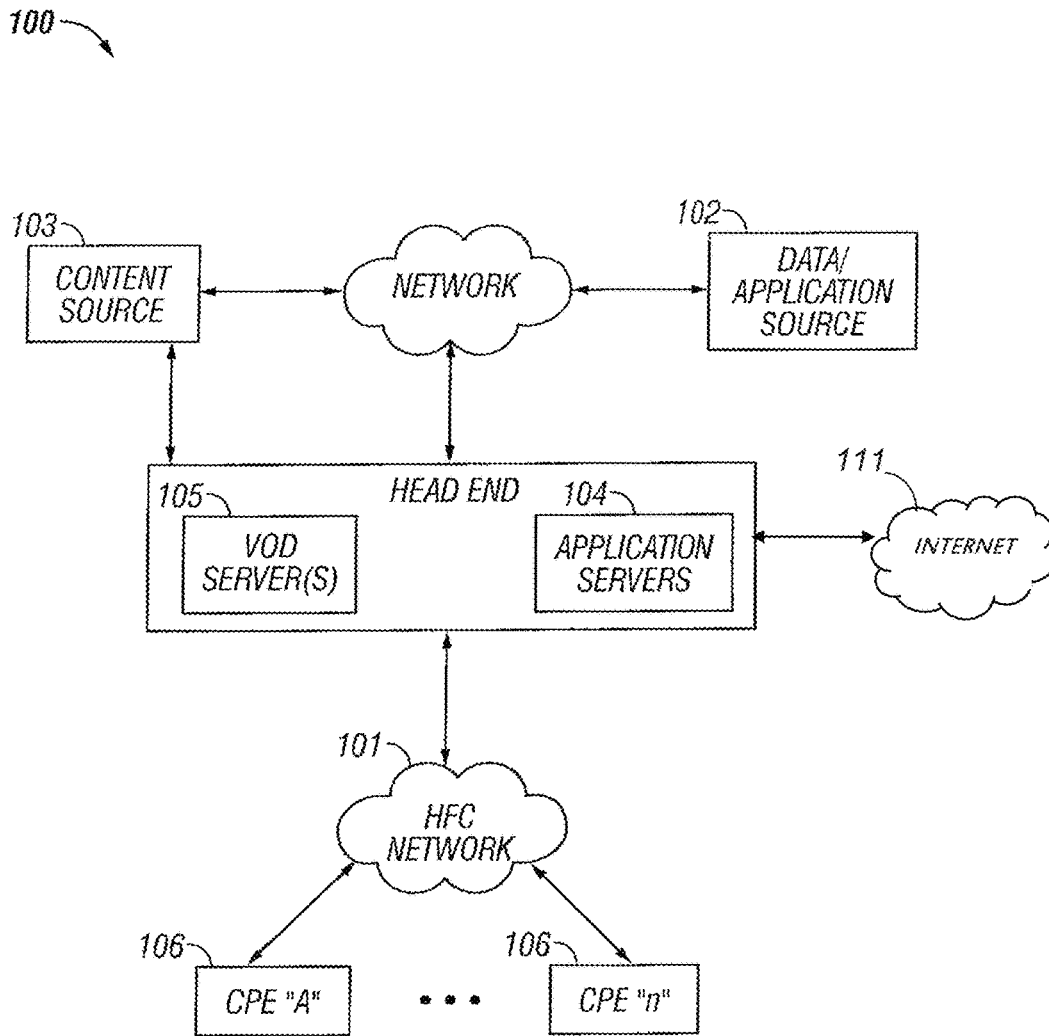 100
103
CONTENT
SOURCE
NETWORK
102
DATA/
APPLICATION
SOURCE
HEAD END
105
VOD
SERVER(S)
104
APPLICATION
SERVERS
111
INTERNET
101
HFC
NETWORK
106
CPE "A"
106
CPE "n"